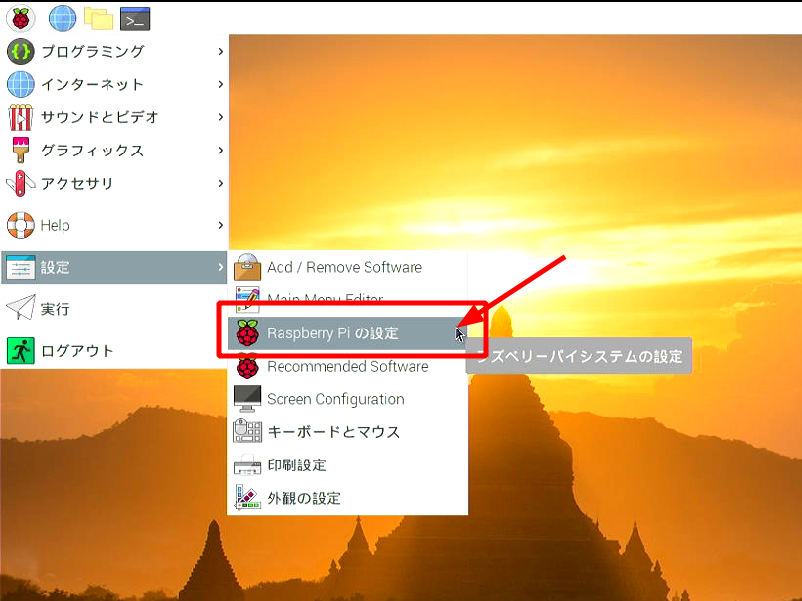 >_
プログラミング
インターネット
サウンドとビデオ
グラフィックス
アクセサリ
Help
設定
実行
ログアウト
Add / Remove Software
Main Menu Editor
Raspberry Pi の設定
ラズベリーパイシステムの設定
Recommended Software
Screen Configuration
キーボードとマウス
印刷設定
外観の設定